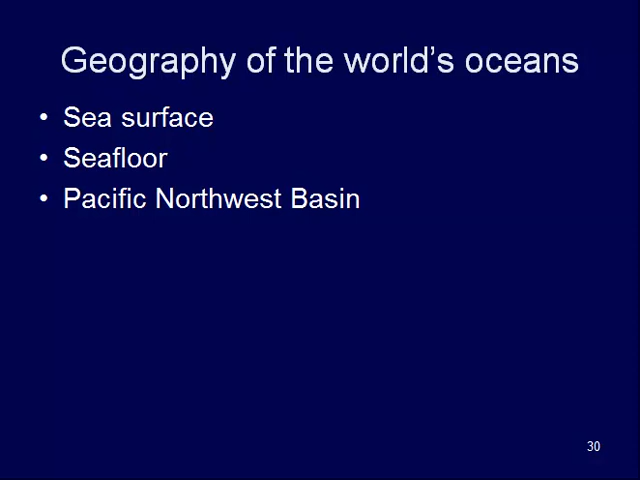 Geography of the world's oceans
• Sea surface
• Seafloor
• Pacific Northwest Basin
30